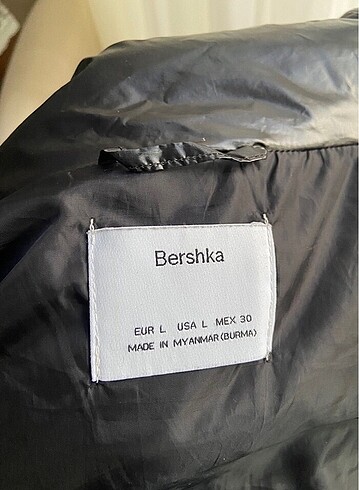 Bershka
EUR L USA L MEX 30
MADE IN MYANMAR(BURMA)